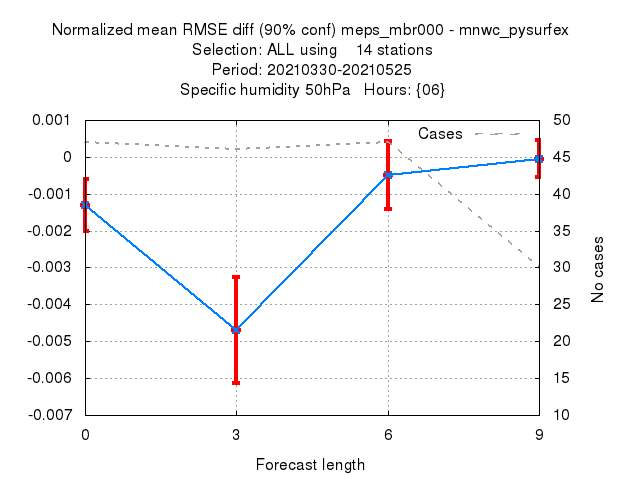 Normalized mean RMSE diff (90% conf) meps_mbr000 - mnwc_pysurfex
Selection: ALL using    14 stations
Period: 20210330-20210525
Specific humidity 50hPa   Hours: {06}
0.001
0
-0.001
-0.002
-0.003
-0.004
-0.005
-0.006
-0.007
Cases
50
45
40
35
30
25
20
15
10
No cases
0 3 6 9
Forecast length